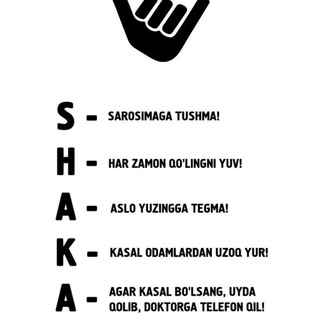 S - SAROSIMAGA TUSHMA!
H - HAR ZAMON QO'LINGNI YUV!
A - ASLO YUZINGGA TEGMA!
K - KASAL ODAMLARDAN UZOQ YUR!
A - AGAR KASAL BO'LSANG, UYDA
QOLIB, DOKTORGA TELEFON QIL!